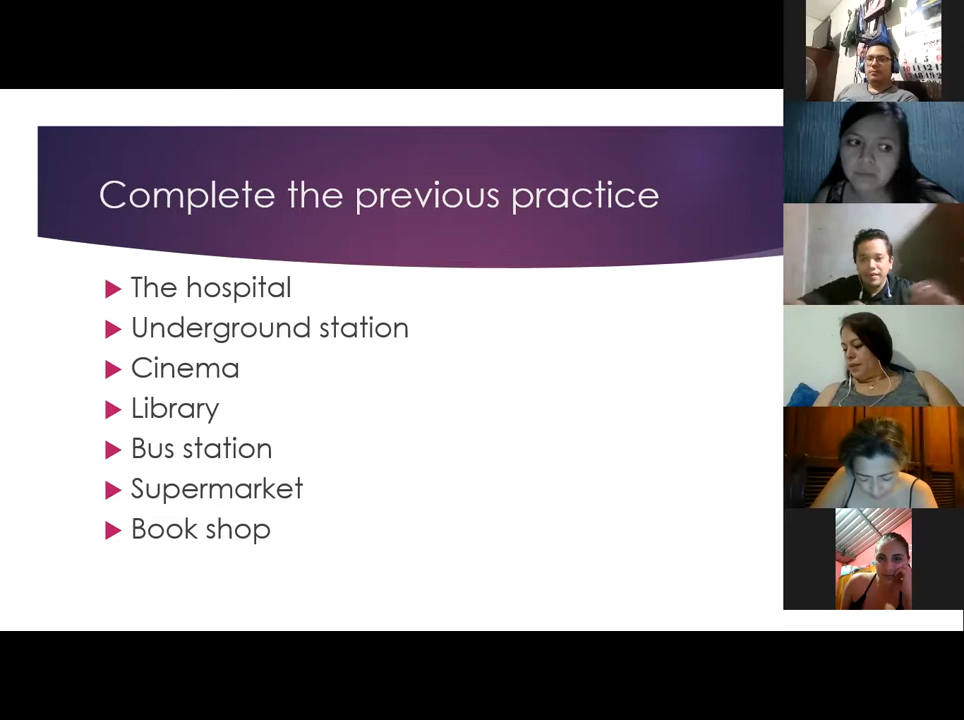 Complete the previous practice
The hospital
Underground station
Cinema
Library
Bus station
Supermarket
Book shop